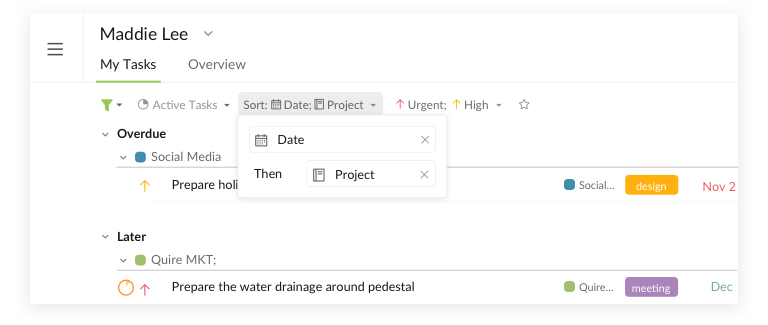 Maddie Lee
My Tasks Overview
Active Tasks Sort: Date; Project Urgent; High
Overdue
Date
Social Media
Then Project
Prepare holi Social... design Nov 2
Later
Quire MKT;
Prepare the water drainage around pedestal Quire... meeting Dec